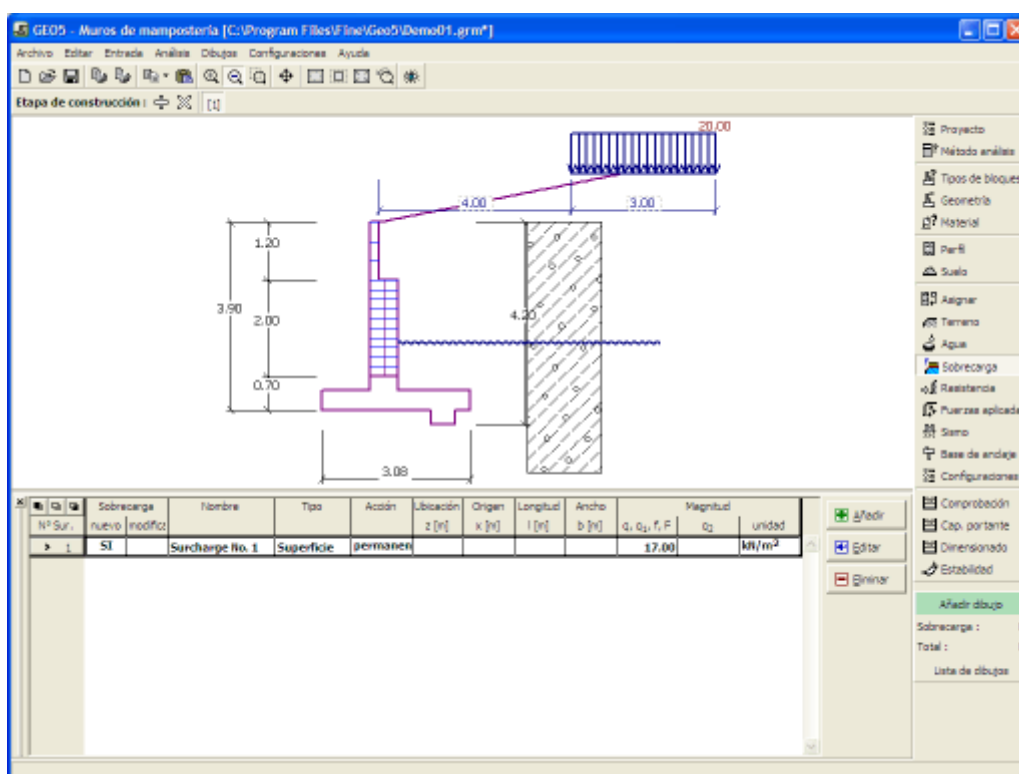 GEO5 - Muros de mampostería [C:\Program Files\Fine\Geo5\Demo01.grm*]
Archivo Editar Entrada Análisis Dibujos Configuraciones Ayuda
Etapa de construcción : [1]
20.00
4.00 3.00
1.20
3.90
2.00
4.20
0.70
3.08
Proyecto
Método análisis
Tipos de bloques
Geometría
Material
Perfil
Suelo
Asignar
Terreno
Agua
Sobrecarga
Resistencia
Fuerzas aplicada
Sismo
Base de anclaje
Configuraciones
Comprobación
Cap. portante
Dimensionado
Estabilidad
Añadir dibujo
Sobrecarga :
Total :
Lista de dibujos
Sobrecarga Nombre Tipo Acción Ubicación Origen Longitud Ancho Magnitud
Nº Sur. nuevo modifica z [m] x [m] l [m] b [m] q, q1, f, F q2 unidad
1 SI Surcharge No. 1 Superficie permanen 17.00 kN/m2
Añadir
Editar
Eliminar